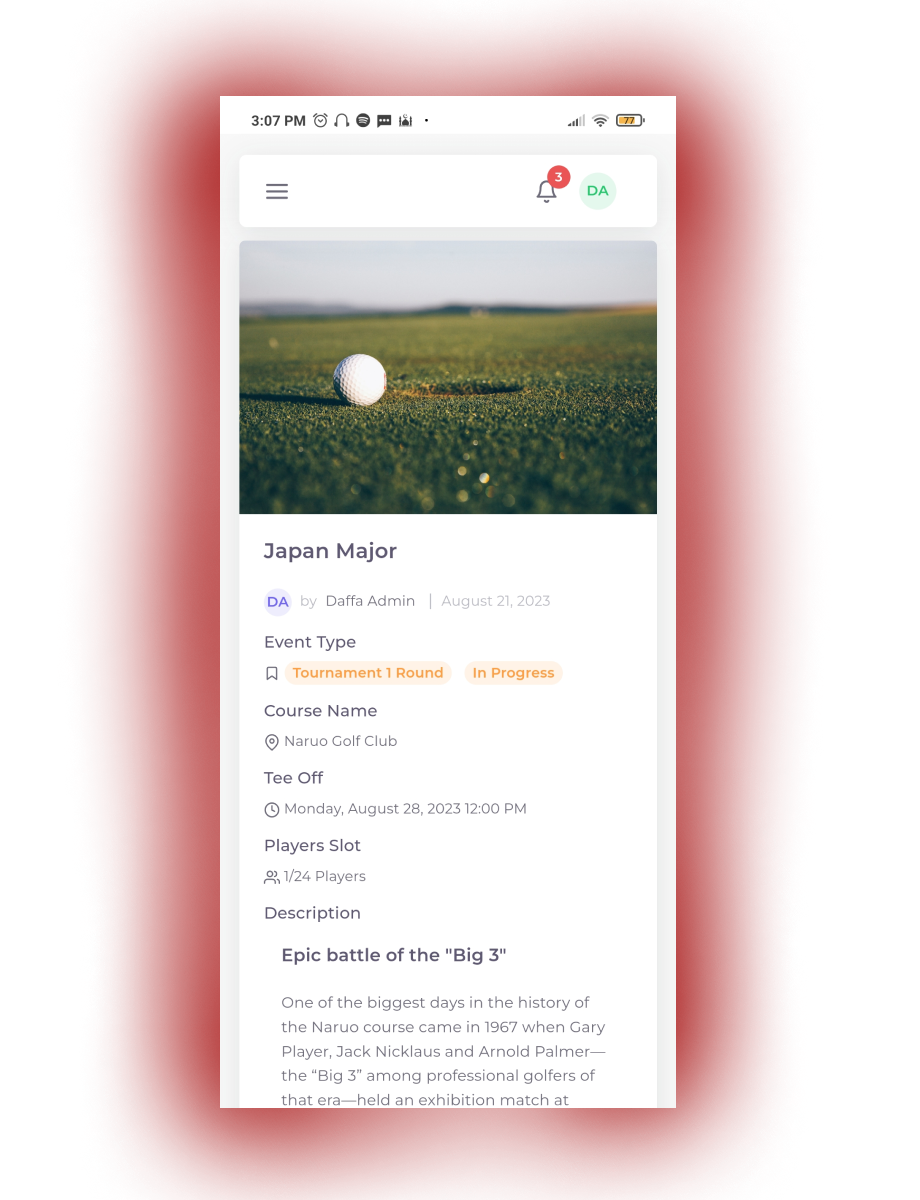 3:07 PM
77
3
DA
Japan Major
DA by Daffa Admin | August 21, 2023
Event Type
Tournament 1 Round In Progress
Course Name
Naruo Golf Club
Tee Off
Monday, August 28, 2023 12:00 PM
Players Slot
1/24 Players
Description
Epic battle of the "Big 3"
One of the biggest days in the history of
the Naruo course came in 1967 when Gary
Player, Jack Nicklaus and Arnold Palmer—
the “Big 3” among professional golfers of
that era—held an exhibition match at